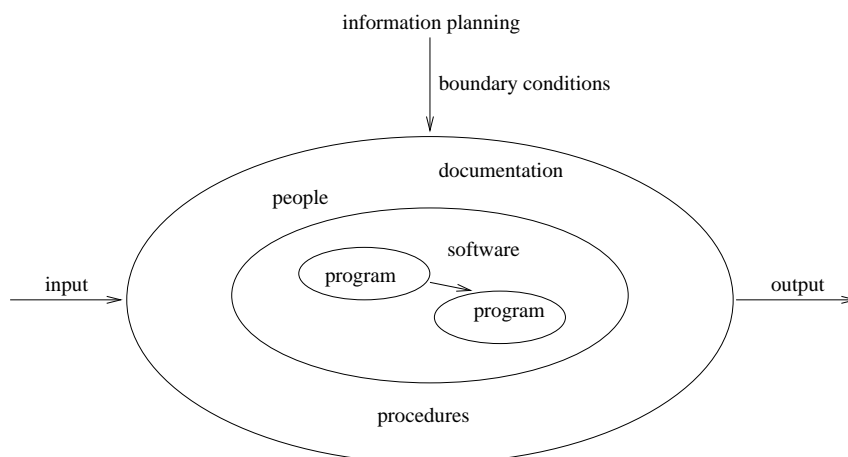 information planning
boundary conditions
documentation
people
software
input
program
output
program
procedures